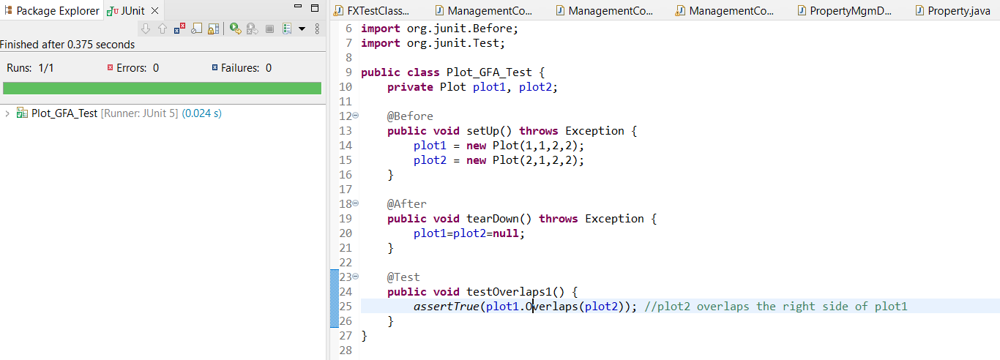 Package Explorer JUnit
Finished after 0.375 seconds
Runs: 1/1 Errors: 0 Failures: 0
Plot_GFA_Test [Runner: JUnit 5] (0.024 s)
FXTestClass... ManagementCo... ManagementCo... ManagementCo... PropertyMgmD... Property.java
6 import org.junit.Before;
7 import org.junit.Test;
8
9 public class Plot_GFA_Test {
10 private Plot plot1, plot2;
11
12 @Before
13 public void setUp() throws Exception {
14 plot1 = new Plot(1,1,2,2);
15 plot2 = new Plot(2,1,2,2);
16 }
17
18 @After
19 public void tearDown() throws Exception {
20 plot1=plot2=null;
21 }
22
23 @Test
24 public void testOverlaps1() {
25 assertTrue(plot1.Overlaps(plot2)); //plot2 overlaps the right side of plot1
26 }
27 }
28